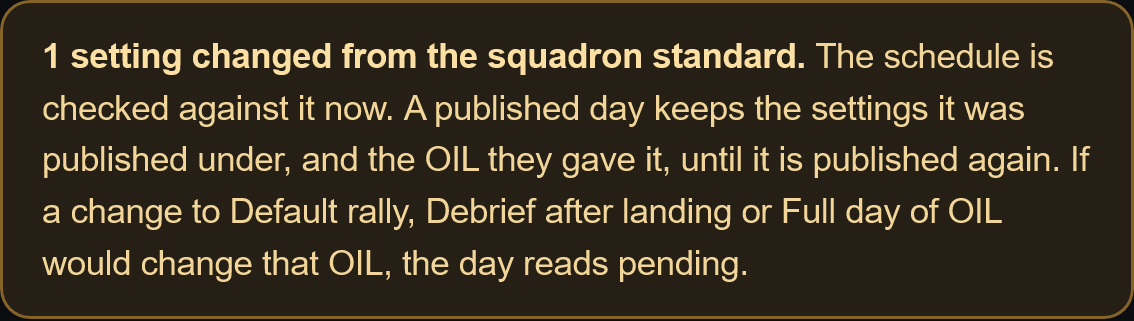 1 setting changed from the squadron standard. The schedule is
checked against it now. A published day keeps the settings it was
published under, and the OIL they gave it, until it is published again. If
a change to Default rally, Debrief after landing or Full day of OIL
would change that OIL, the day reads pending.